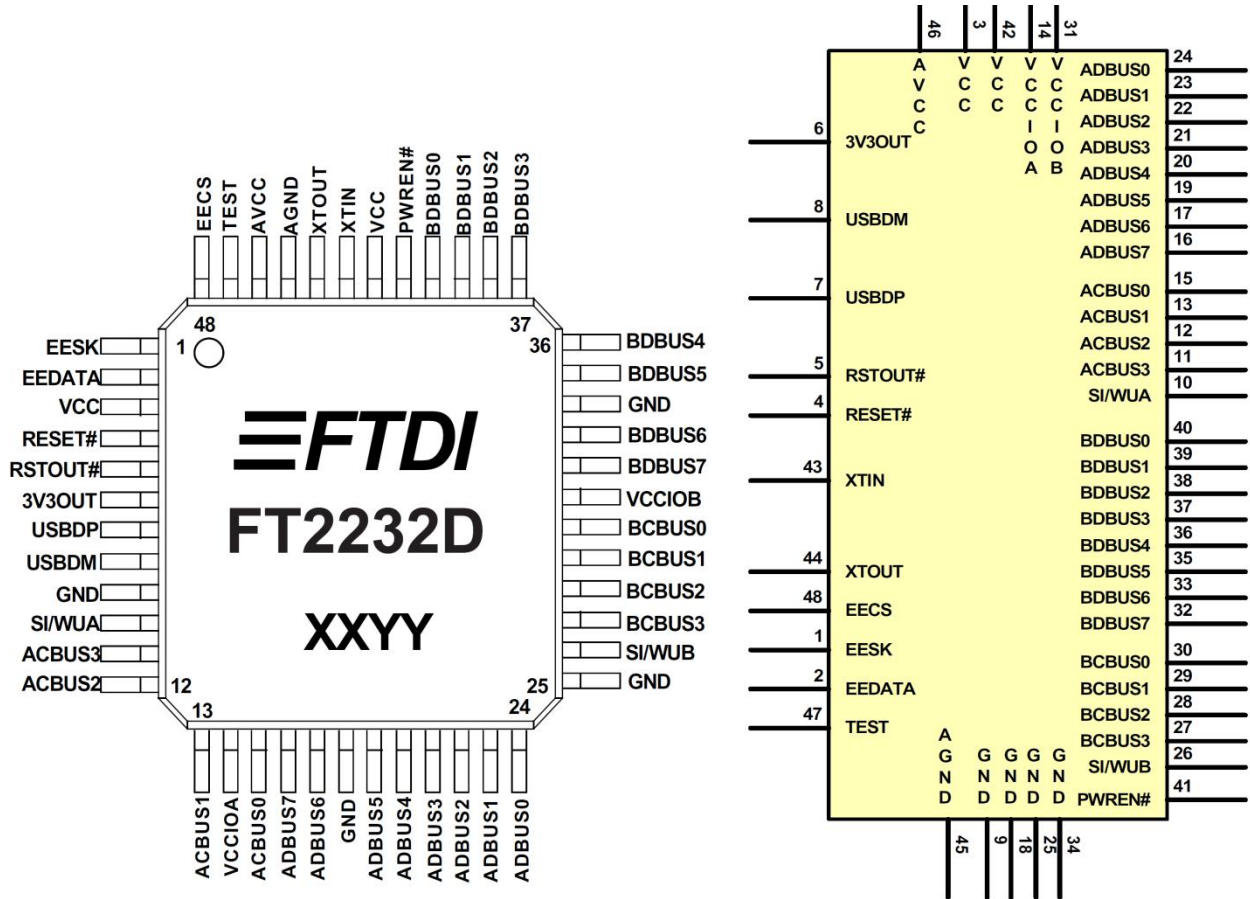 EECS
TEST
AVCC
AGND
XTOUT
XTIN
VCC
PWREN#
BDBUS0
BDBUS1
BDBUS2
BDBUS3
48
37
1
36
EESK
EEDATA
VCC
RESET#
RSTOUT#
3V3OUT
USBDP
USBDM
GND
SI/WUA
ACBUS3
ACBUS2
FTDI
FT2232D
XXYY
BDBUS4
BDBUS5
GND
BDBUS6
BDBUS7
VCCIOB
BCBUS0
BCBUS1
BCBUS2
BCBUS3
SI/WUB
GND
12
25
13
24
ACBUS1
VCCIOA
ACBUS0
ADBUS7
ADBUS6
GND
ADBUS5
ADBUS4
ADBUS3
ADBUS2
ADBUS1
ADBUS0
46
3
42
14
31
AVCC
VCC
VCC
VCCIOA
VCCIOB
6
3V3OUT
8
USBDM
7
USBDP
5
RSTOUT#
4
RESET#
43
XTIN
44
XTOUT
48
EECS
1
EESK
2
EEDATA
47
TEST
ADBUS0 24
ADBUS1 23
ADBUS2 22
ADBUS3 21
ADBUS4 20
ADBUS5 19
ADBUS6 17
ADBUS7 16
ACBUS0 15
ACBUS1 13
ACBUS2 12
ACBUS3 11
SI/WUA 10
BDBUS0 40
BDBUS1 39
BDBUS2 38
BDBUS3 37
BDBUS4 36
BDBUS5 35
BDBUS6 33
BDBUS7 32
BCBUS0 30
BCBUS1 29
BCBUS2 28
BCBUS3 27
SI/WUB 26
PWREN# 41
AGND
GND
GND
GND
GND
45
9
18
25
34